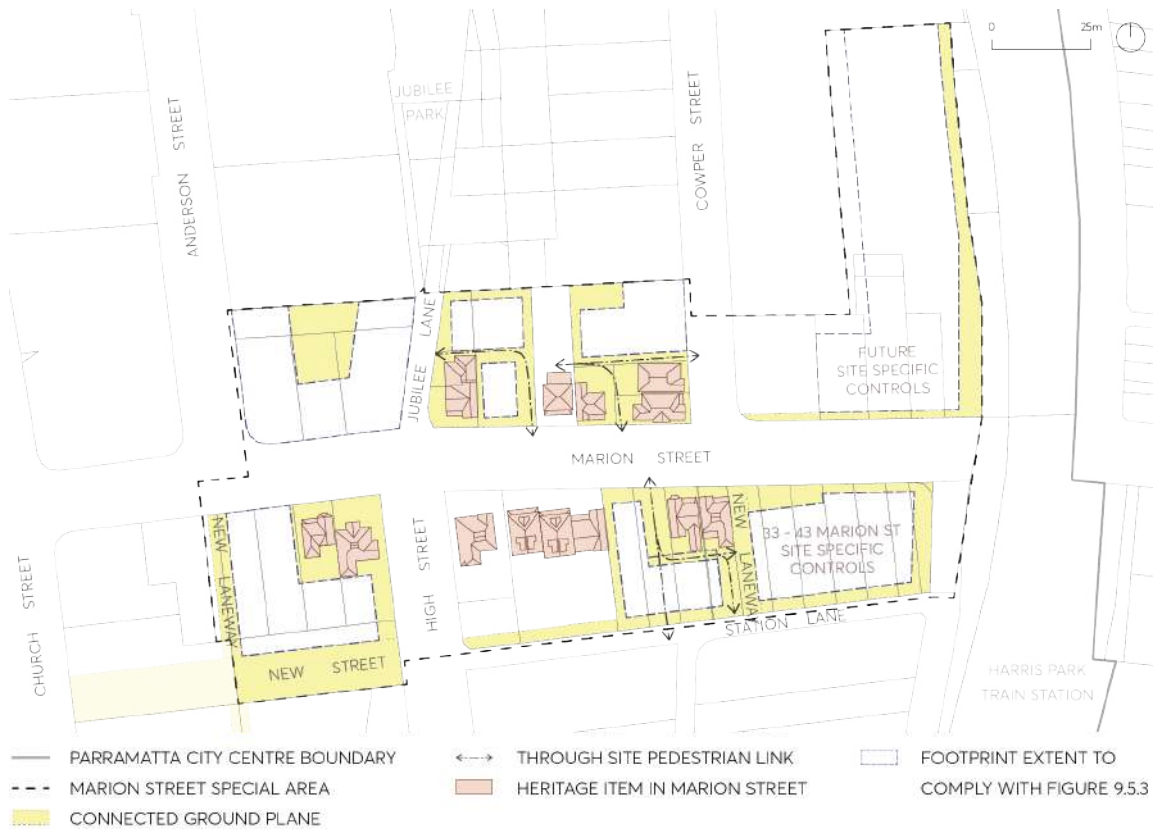 0 25m
JUBILEE
PARK
ANDERSON STREET
COWPER STREET
JUBILEE LANE
FUTURE
SITE SPECIFIC
CONTROLS
MARION STREET
CHURCH STREET
NEW LANEWAY
HIGH STREET
NEW LANEWAY
33 - 43 MARION ST
SITE SPECIFIC
CONTROLS
STATION LANE
NEW STREET
HARRIS PARK
TRAIN STATION
PARRAMATTA CITY CENTRE BOUNDARY
MARION STREET SPECIAL AREA
CONNECTED GROUND PLANE
THROUGH SITE PEDESTRIAN LINK
HERITAGE ITEM IN MARION STREET
FOOTPRINT EXTENT TO
COMPLY WITH FIGURE 9.5.3